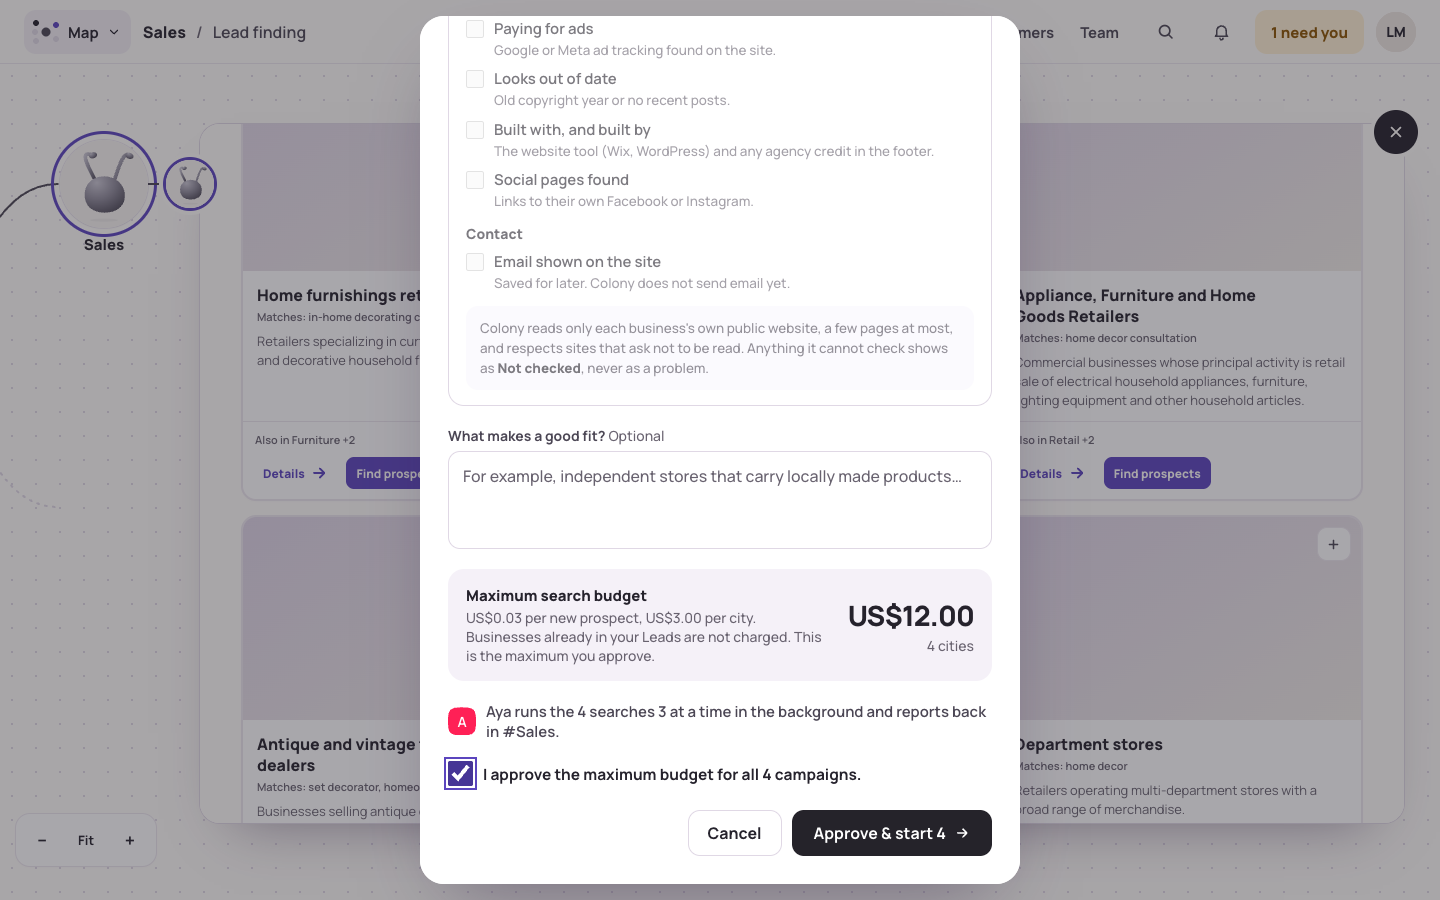 Map
Sales / Lead finding
Team
1 need you
LM
Sales
Paying for ads
Google or Meta ad tracking found on the site.
Looks out of date
Old copyright year or no recent posts.
Built with, and built by
The website tool (Wix, WordPress) and any agency credit in the footer.
Social pages found
Links to their own Facebook or Instagram.
Contact
Email shown on the site
Saved for later. Colony does not send email yet.
Colony reads only each business's own public website, a few pages at most,
and respects sites that ask not to be read. Anything it cannot check shows
as Not checked, never as a problem.
What makes a good fit? Optional
For example, independent stores that carry locally made products…
Maximum search budget
US$0.03 per new prospect, US$3.00 per city.
Businesses already in your Leads are not charged. This
is the maximum you approve.
US$12.00
4 cities
A
Aya runs the 4 searches 3 at a time in the background and reports back
in #Sales.
I approve the maximum budget for all 4 campaigns.
Cancel
Approve & start 4
Home furnishings
Matches: in-home decorating
Retailers specializing in
and decorative household
Also in Furniture +2
Details
Find
Antique and vintage
dealers
Matches: set decorator,
Businesses selling antique
Appliance, Furniture and Home
Goods Retailers
Matches: home decor consultation
Commercial businesses whose principal activity is retail
sale of electrical household appliances, furniture,
lighting equipment and other household articles.
Also in Retail +2
Details
Find prospects
Department stores
Matches: home decor
Retailers operating multi-department stores with a
broad range of merchandise.
− Fit +